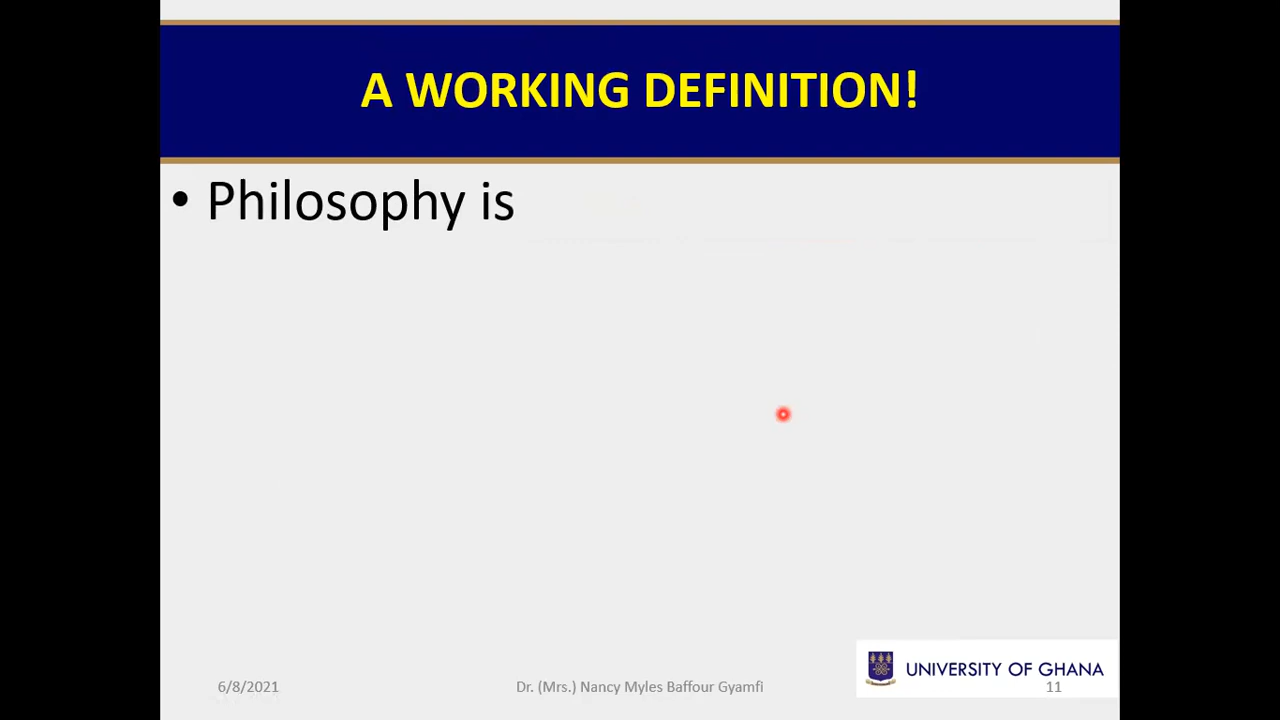 A WORKING DEFINITION!
• Philosophy is
6/8/2021
Dr. (Mrs.) Nancy Myles Baffour Gyamfi
UNIVERSITY OF GHANA
11